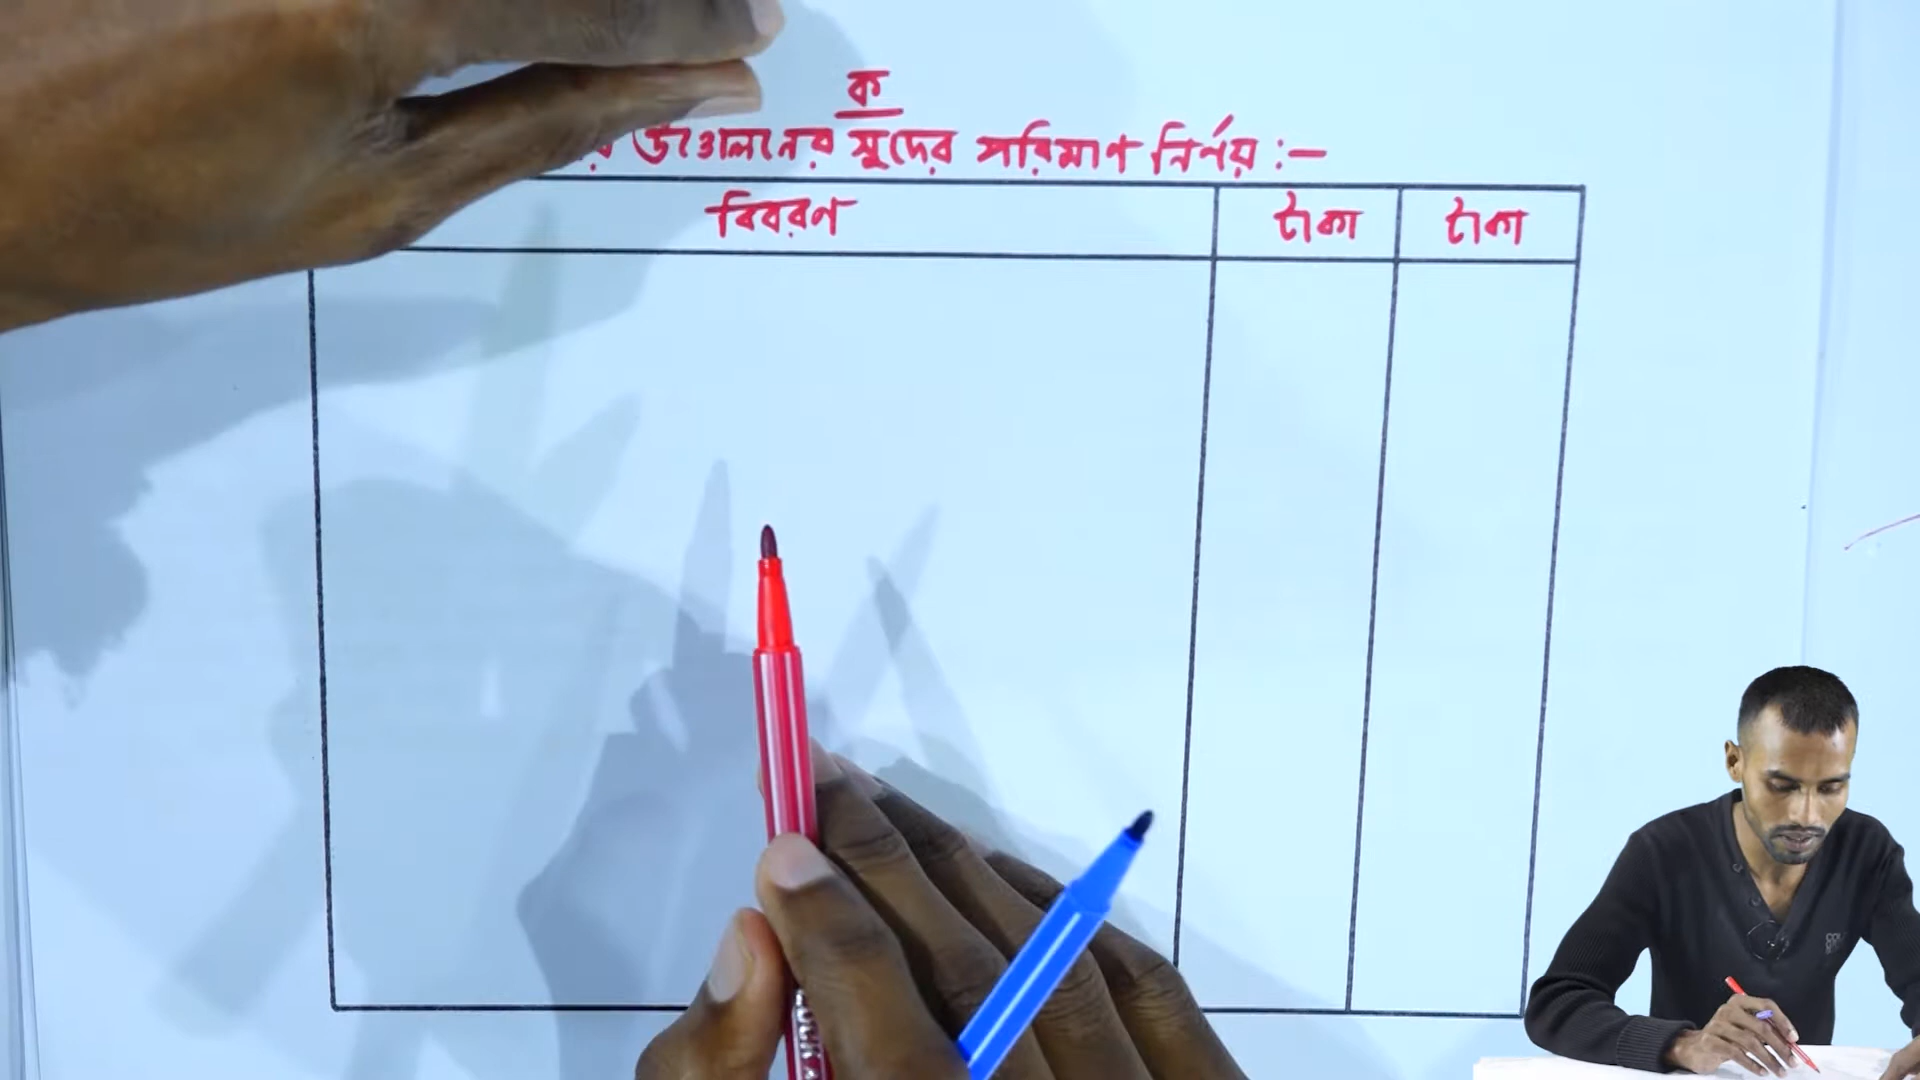 ক
উত্তোলনের সুদের পরিমাণ নির্ণয় :-
বিবরণ টাকা টাকা